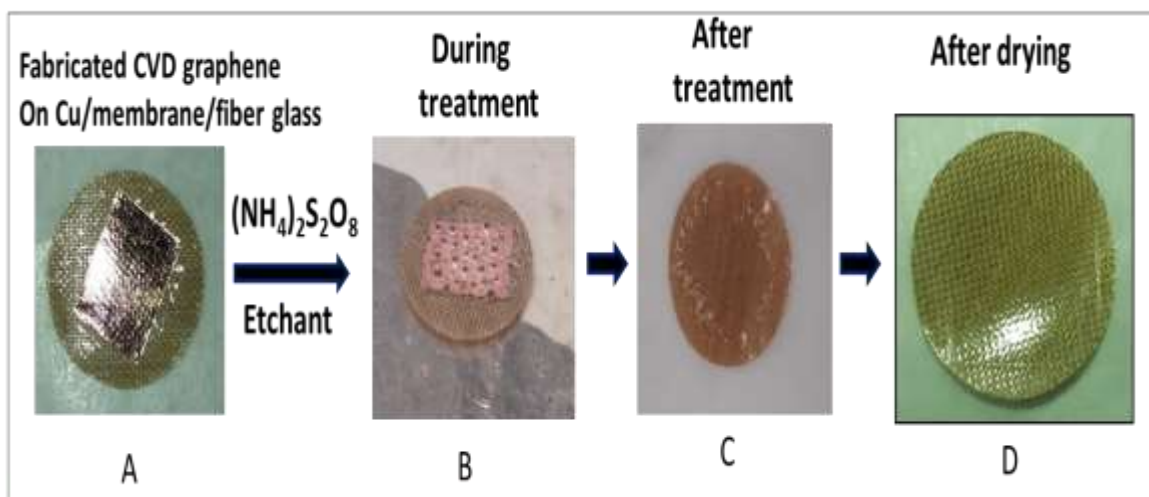 Fabricated CVD graphene
On Cu/membrane/fiber glass
(NH4)2S2O8
Etchant
During
treatment
After
treatment
After drying
A
B
C
D